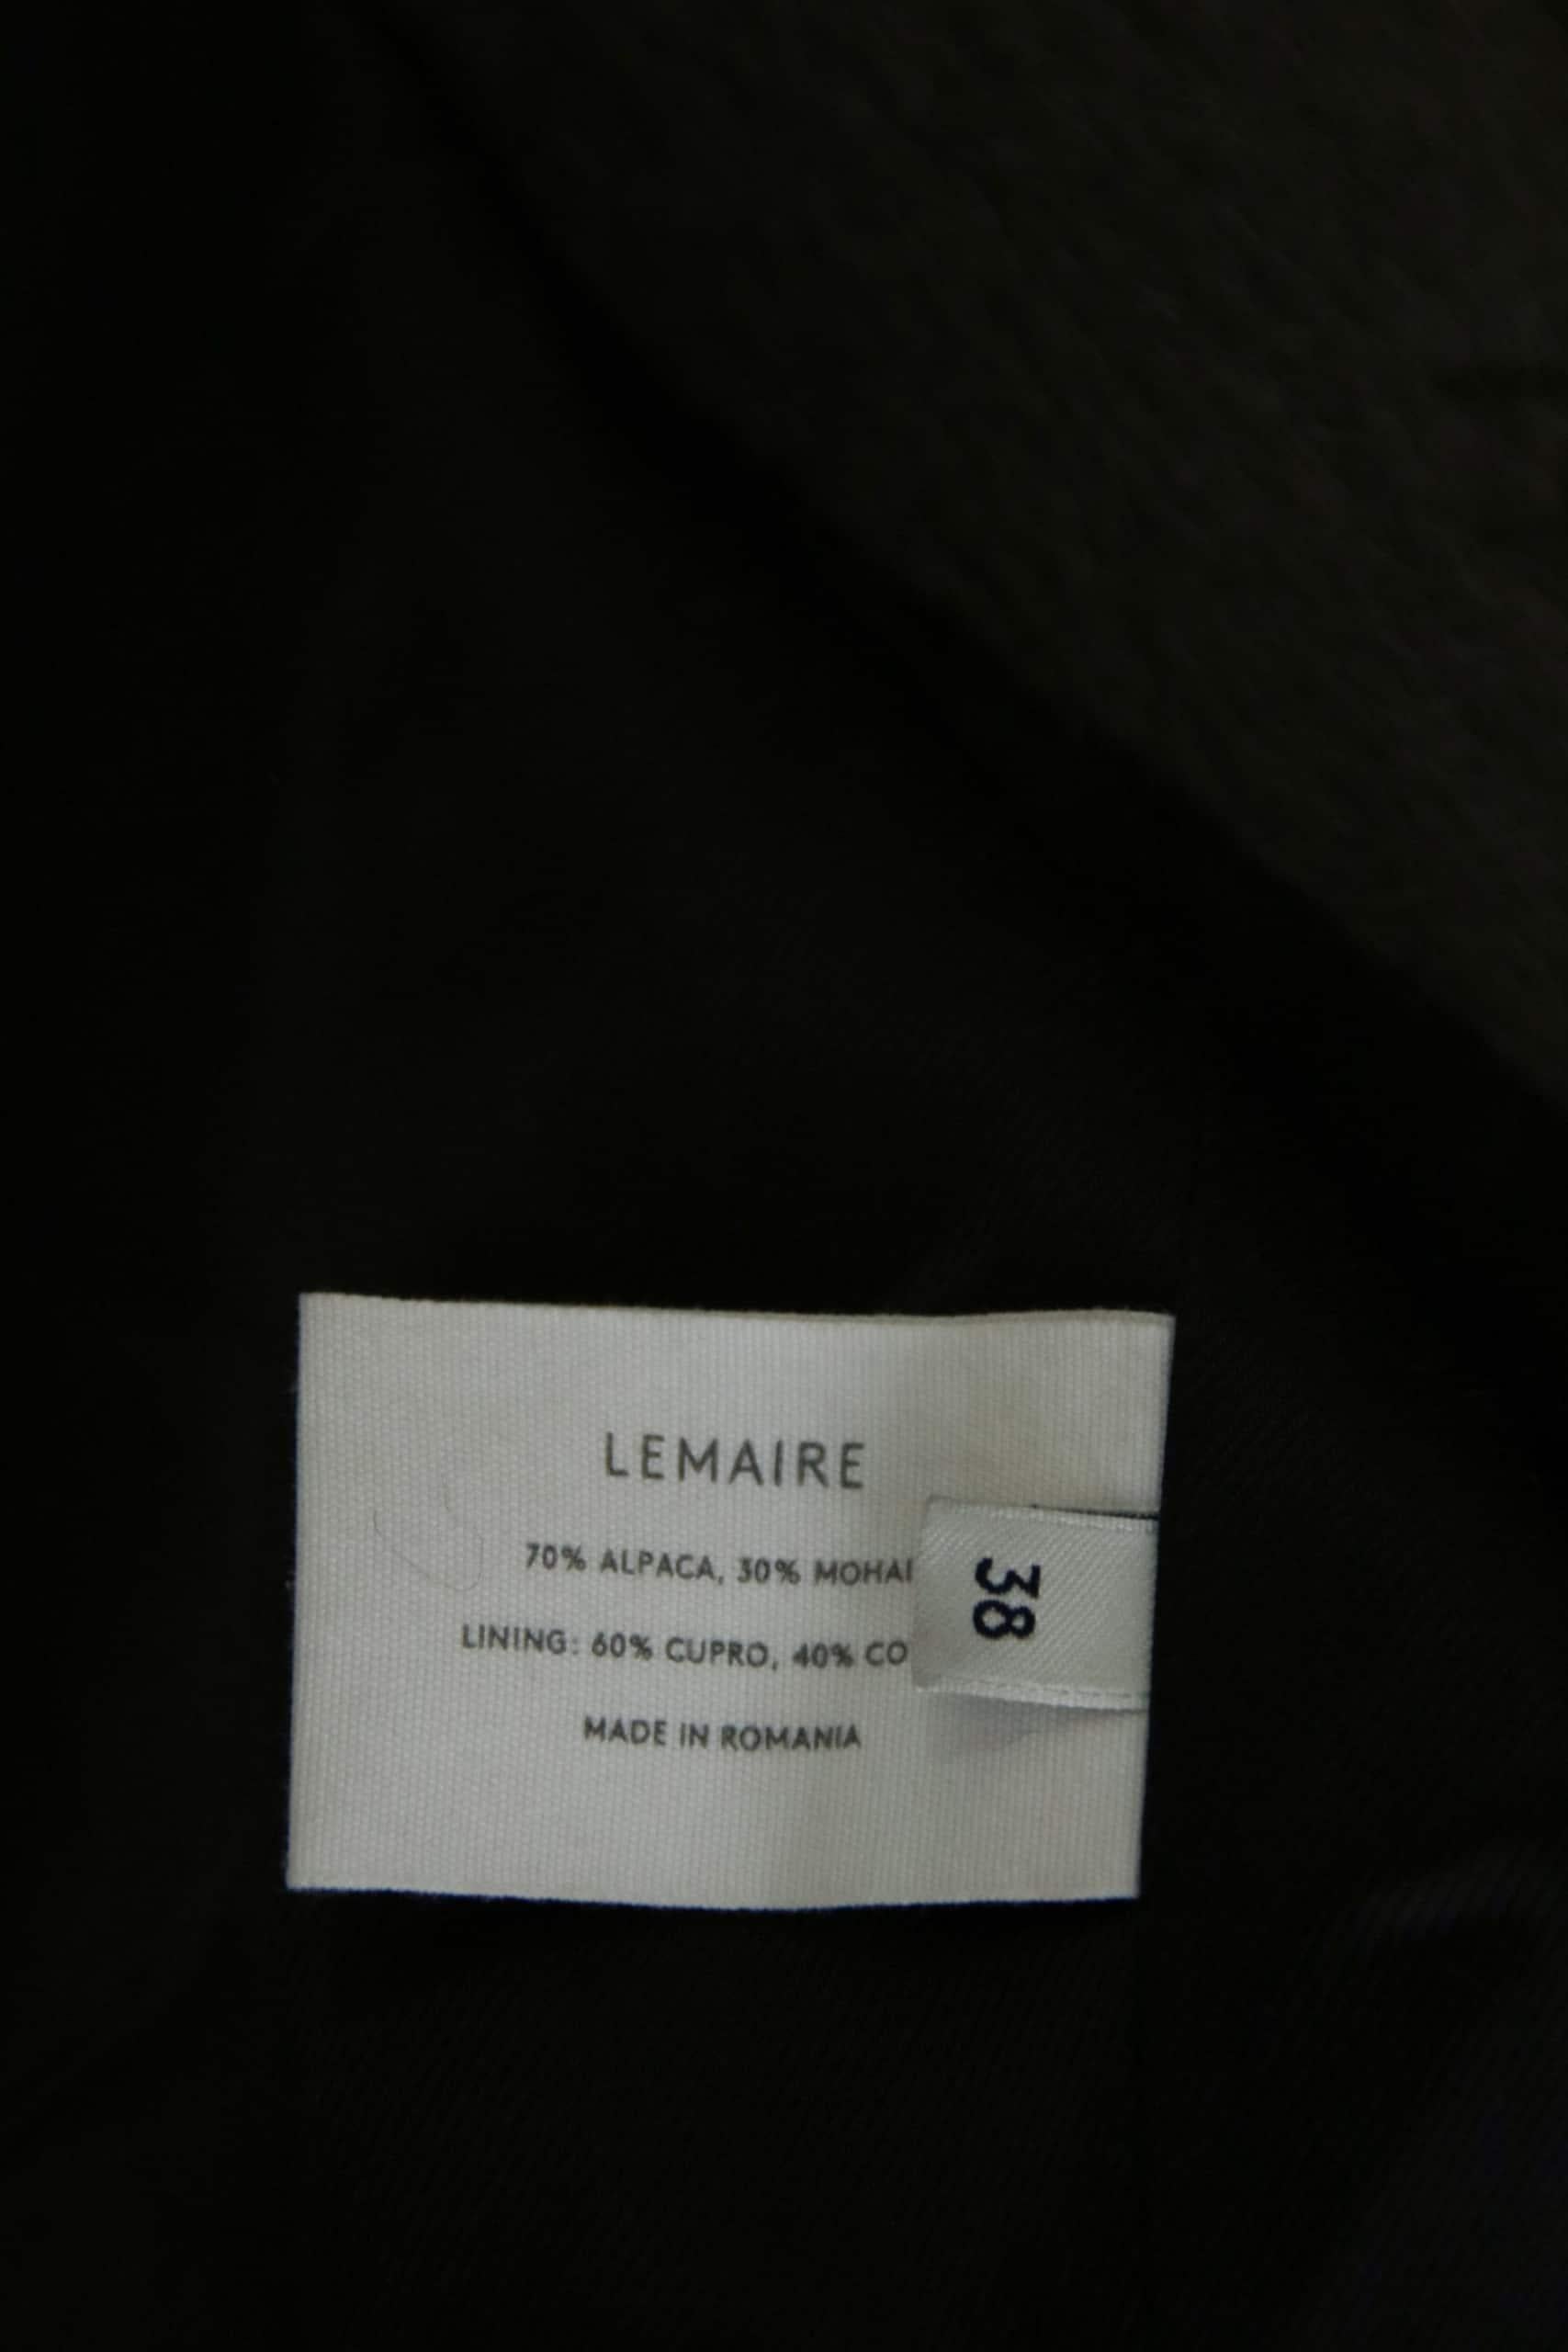 LEMAIRE
70% ALPACA, 30% MOHAI
LINING: 60% CUPRO, 40% CO
MADE IN ROMANIA
38